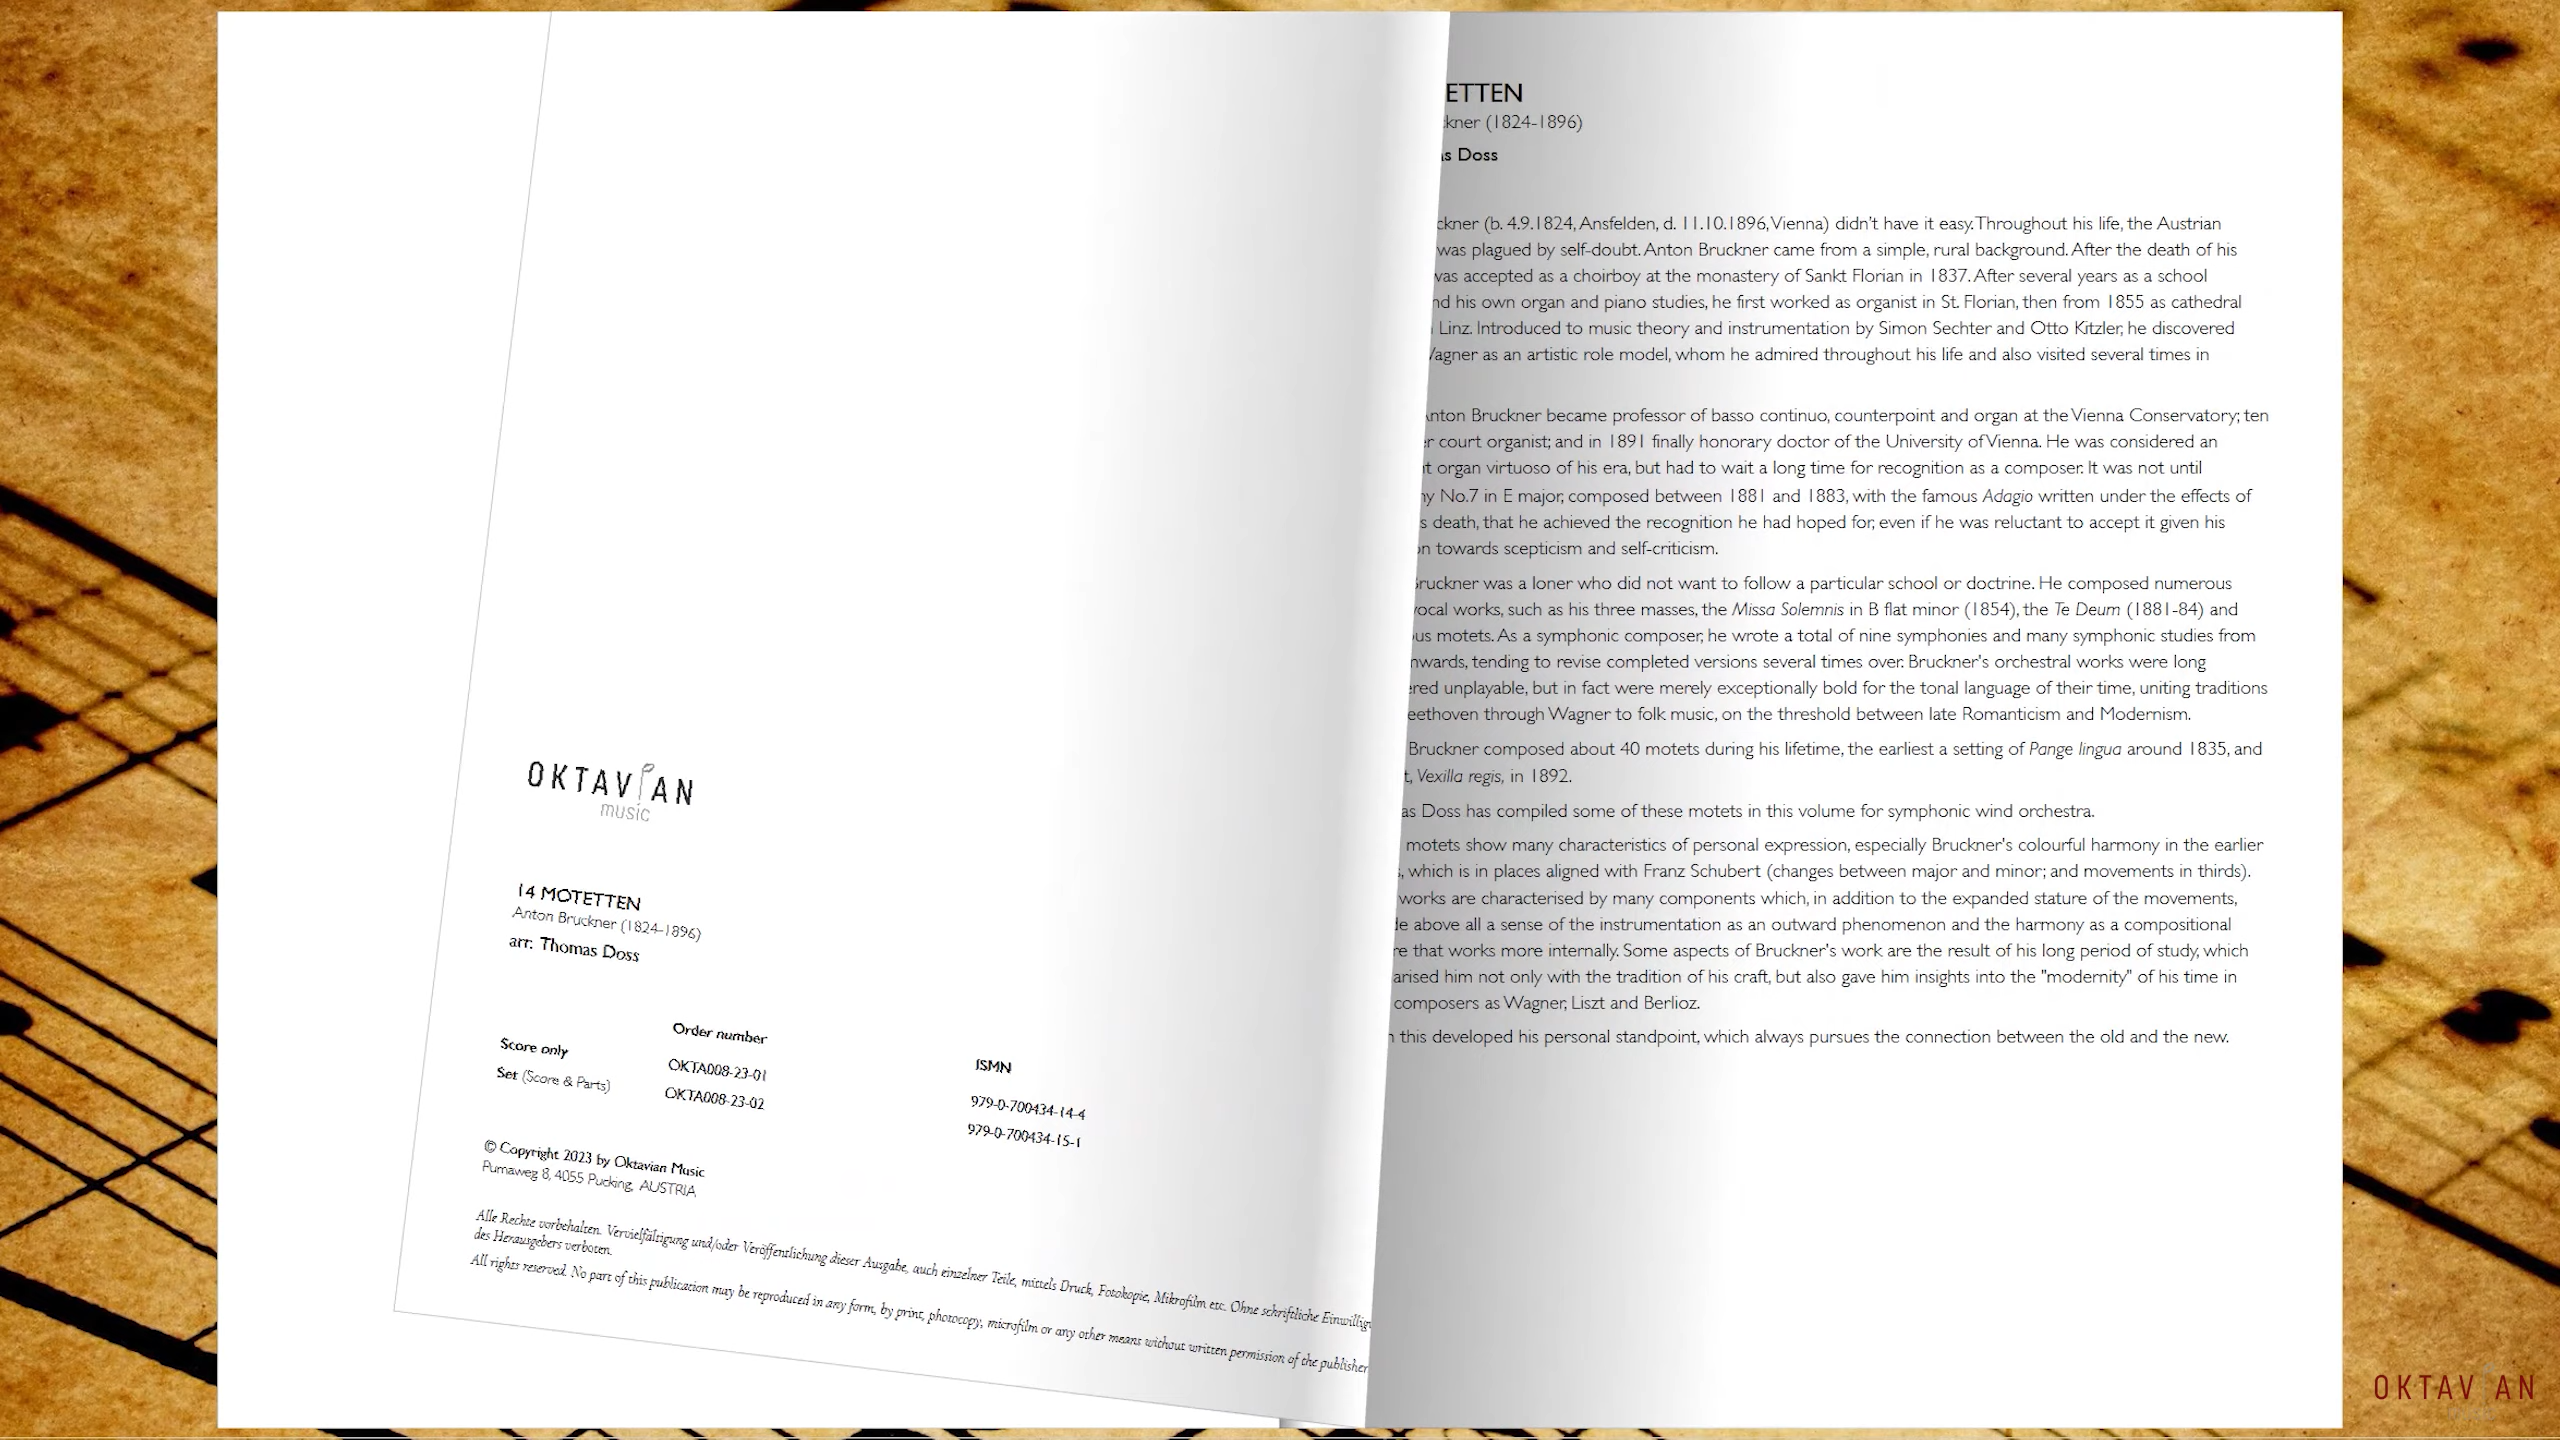 OKTAVIAN
music
14 MOTETTEN
Anton Bruckner (1824-1896)
arr. Thomas Doss
Order number
ISMN
Score only
OKTA008-23-01
979-0-700434-14-4
Set (Score & Parts)
OKTA008-23-02
979-0-700434-15-1
© Copyright 2023 by Oktavian Music
Pumaweg 8, 4055 Pucking, AUSTRIA
Alle Rechte vorbehalten. Vervielfältigung und/oder Veröffentlichung dieser Ausgabe, auch einzelner Teile, mittels Druck, Fotokopie, Mikrofilm etc. Ohne schriftliche
des Herausgebers verboten.
All rights reserved. No part of this publication may be reproduced in any form, by print, photocopy, microfilm or any other means without written permission of the publisher
ETTEN
kner (1824-1896)
s Doss
ckner (b. 4.9.1824, Ansfelden, d. 11.10.1896, Vienna) didn't have it easy. Throughout his life, the Austrian
was plagued by self-doubt. Anton Bruckner came from a simple, rural background. After the death of his
was accepted as a choirboy at the monastery of Sankt Florian in 1837. After several years as a school
nd his own organ and piano studies, he first worked as organist in St. Florian, then from 1855 as cathedral
Linz. Introduced to music theory and instrumentation by Simon Sechter and Otto Kitzler, he discovered
Wagner as an artistic role model, whom he admired throughout his life and also visited several times in
Anton Bruckner became professor of basso continuo, counterpoint and organ at the Vienna Conservatory; ten
r court organist; and in 1891 finally honorary doctor of the University of Vienna. He was considered an
t organ virtuoso of his era, but had to wait a long time for recognition as a composer. It was not until
ny No.7 in E major, composed between 1881 and 1883, with the famous Adagio written under the effects of
s death, that he achieved the recognition he had hoped for, even if he was reluctant to accept it given his
on towards scepticism and self-criticism.
Bruckner was a loner who did not want to follow a particular school or doctrine. He composed numerous
vocal works, such as his three masses, the Missa Solemnis in B flat minor (1854), the Te Deum (1881-84) and
us motets. As a symphonic composer, he wrote a total of nine symphonies and many symphonic studies from
nwards, tending to revise completed versions several times over. Bruckner's orchestral works were long
ered unplayable, but in fact were merely exceptionally bold for the tonal language of their time, uniting traditions
eethoven through Wagner to folk music, on the threshold between late Romanticism and Modernism.
Bruckner composed about 40 motets during his lifetime, the earliest a setting of Pange lingua around 1835, and
t, Vexilla regis, in 1892.
as Doss has compiled some of these motets in this volume for symphonic wind orchestra.
motets show many characteristics of personal expression, especially Bruckner's colourful harmony in the earlier
, which is in places aligned with Franz Schubert (changes between major and minor; and movements in thirds).
works are characterised by many components which, in addition to the expanded stature of the movements,
de above all a sense of the instrumentation as an outward phenomenon and the harmony as a compositional
re that works more internally. Some aspects of Bruckner's work are the result of his long period of study, which
arised him not only with the tradition of his craft, but also gave him insights into the "modernity" of his time in
composers as Wagner, Liszt and Berlioz.
this developed his personal standpoint, which always pursues the connection between the old and the new.
OKTAVIAN